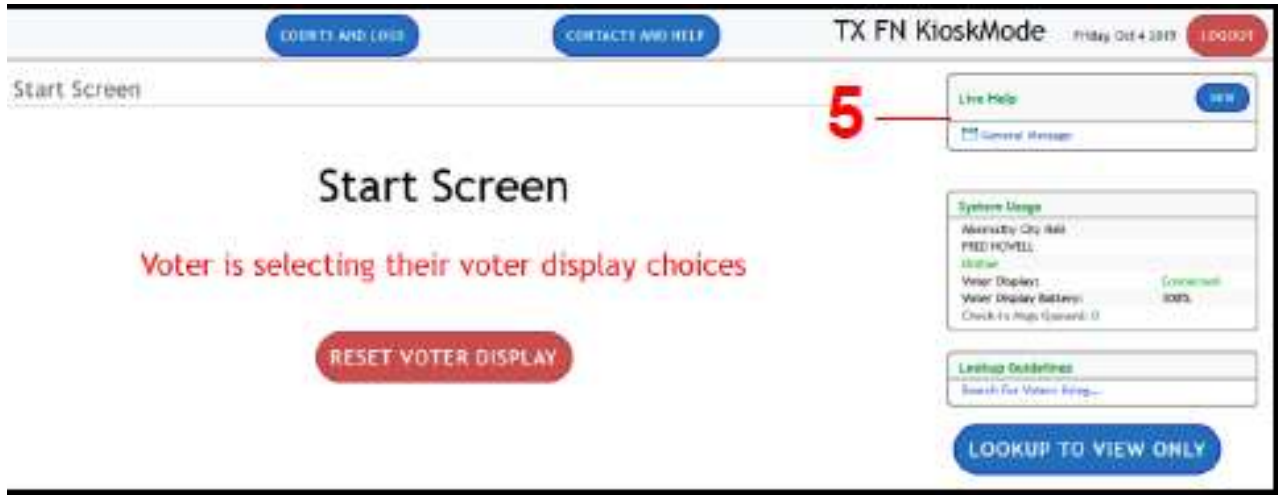 COUNTS AND LOGS
CONTACTS AND HELP
TX FN KioskMode
Friday, Oct 4 2019
LOGOUT
Start Screen
5
Live Help
NEW
General Message
Start Screen
Voter is selecting their voter display choices
RESET VOTER DISPLAY
System Usage
Abernathy City Hall
FRED HOWELL
Online
Voter Display: Connected
Voter Display Battery: 100%
Check-In Msgs Queued: 0
Lookup Guidelines
Search For Voters Using...
LOOKUP TO VIEW ONLY